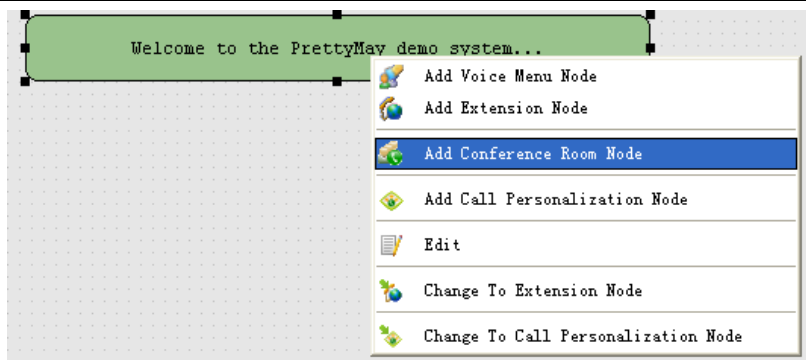 Welcome to the PrettyMay demo system...
Add Voice Menu Node
Add Extension Node
Add Conference Room Node
Add Call Personalization Node
Edit
Change To Extension Node
Change To Call Personalization Node